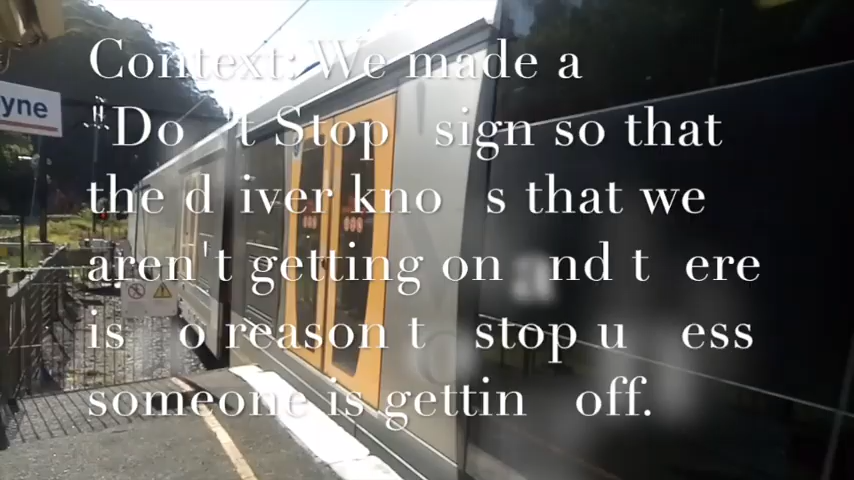 yne
Context: We made a
"Do 't Stop sign so that
the d iver kno s that we
aren't getting on and t ere
is o reason t stop u ess
someone is gettin off.